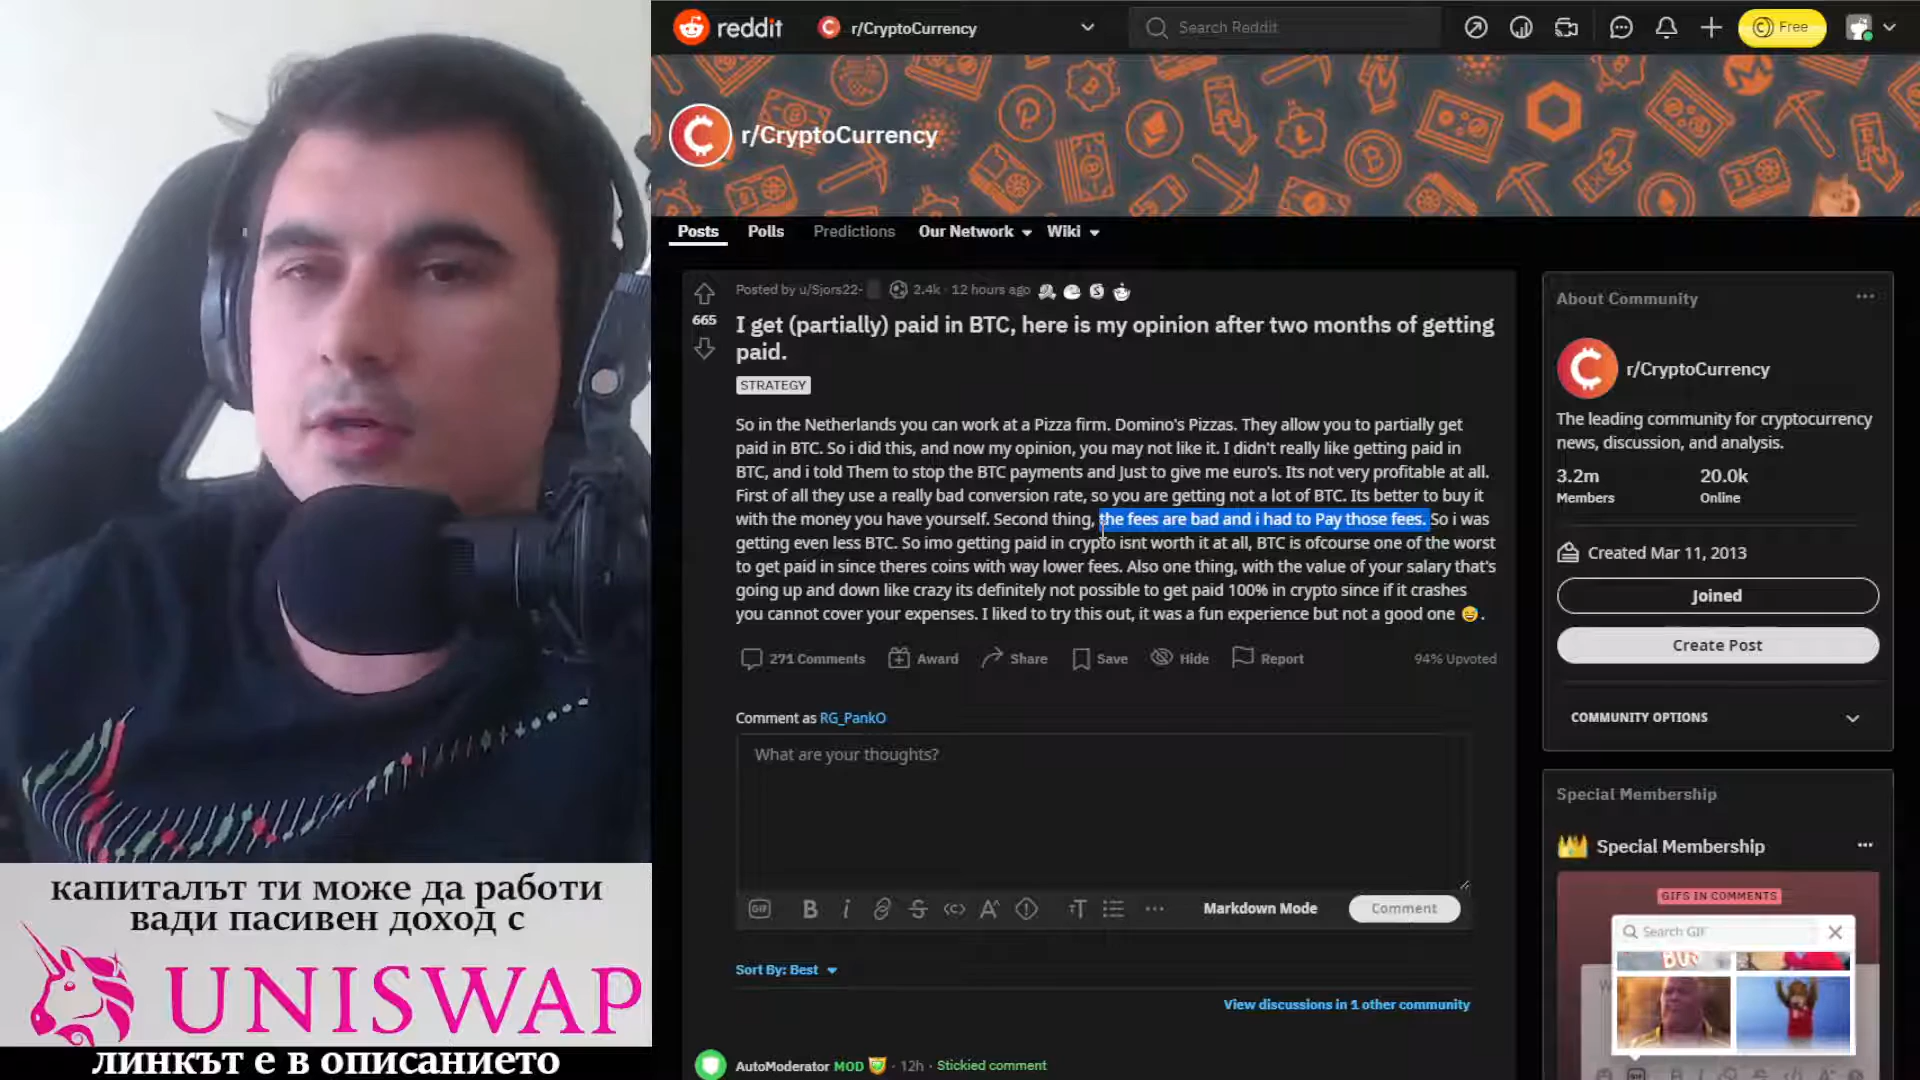 reddit
r/CryptoCurrency
Search Reddit
Free
r/CryptoCurrency
Posts
Polls
Predictions
Our Network
Wiki
Posted by u/Sjors22-
2.4k · 12 hours ago
665
I get (partially) paid in BTC, here is my opinion after two months of getting
paid.
STRATEGY
So in the Netherlands you can work at a Pizza firm. Domino's Pizzas. They allow you to partially get
paid in BTC. So i did this, and now my opinion, you may not like it. I didn't really like getting paid in
BTC, and i told Them to stop the BTC payments and Just to give me euro's. Its not very profitable at all.
First of all they use a really bad conversion rate, so you are getting not a lot of BTC. Its better to buy it
with the money you have yourself. Second thing, the fees are bad and i had to Pay those fees. So i was
getting even less BTC. So imo getting paid in crypto isnt worth it at all, BTC is ofcourse one of the worst
to get paid in since theres coins with way lower fees. Also one thing, with the value of your salary that's
going up and down like crazy its definitely not possible to get paid 100% in crypto since if it crashes
you cannot cover your expenses. I liked to try this out, it was a fun experience but not a good one 😅.
271 Comments
Award
Share
Save
Hide
Report
94% Upvoted
Comment as RG_PankO
What are your thoughts?
GIF
Markdown Mode
Comment
Sort By: Best
View discussions in 1 other community
AutoModerator MOD · 12h · Stickied comment
About Community
r/CryptoCurrency
The leading community for cryptocurrency
news, discussion, and analysis.
3.2m
Members
20.0k
Online
Created Mar 11, 2013
Joined
Create Post
COMMUNITY OPTIONS
Special Membership
Special Membership
GIFS IN COMMENTS
Search GIF
капиталът ти може да работи
вади пасивен доход с
UNISWAP
линкът е в описанието